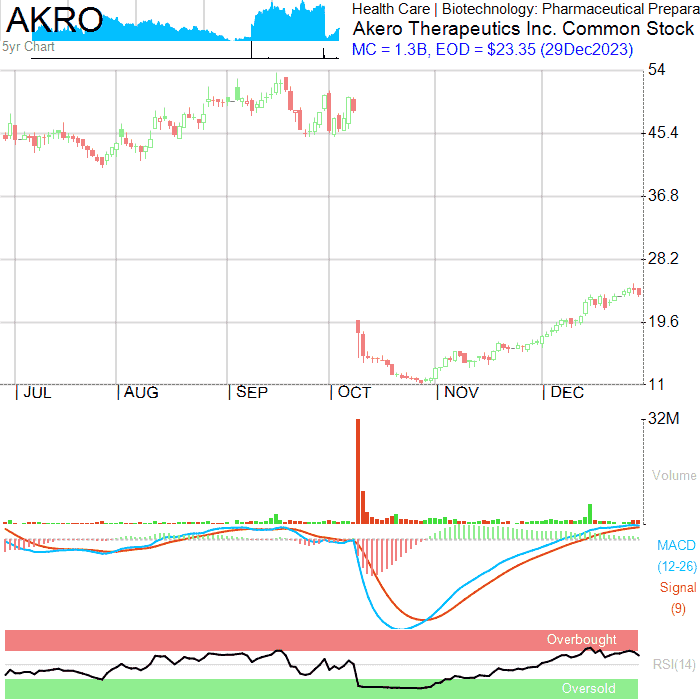 AKRO
Health Care | Biotechnology: Pharmaceutical Prepara
Akero Therapeutics Inc. Common Stock
5yr Chart
MC = 1.3B, EOD = $23.35 (29Dec2023)
54
45.4
36.8
28.2
19.6
11
JUL AUG SEP OCT NOV DEC
32M
Volume
MACD
(12-26)
Signal
(9)
Overbought
RSI(14)
Oversold